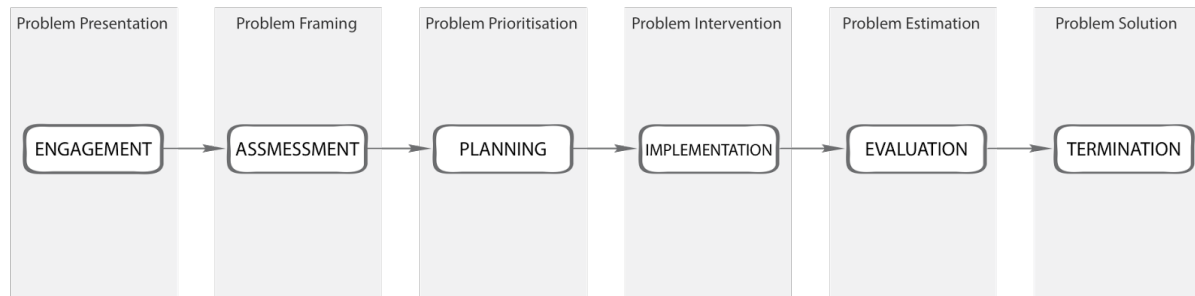 Problem Presentation
Problem Framing
Problem Prioritisation
Problem Intervention
Problem Estimation
Problem Solution
ENGAGEMENT
ASSMESSMENT
PLANNING
IMPLEMENTATION
EVALUATION
TERMINATION